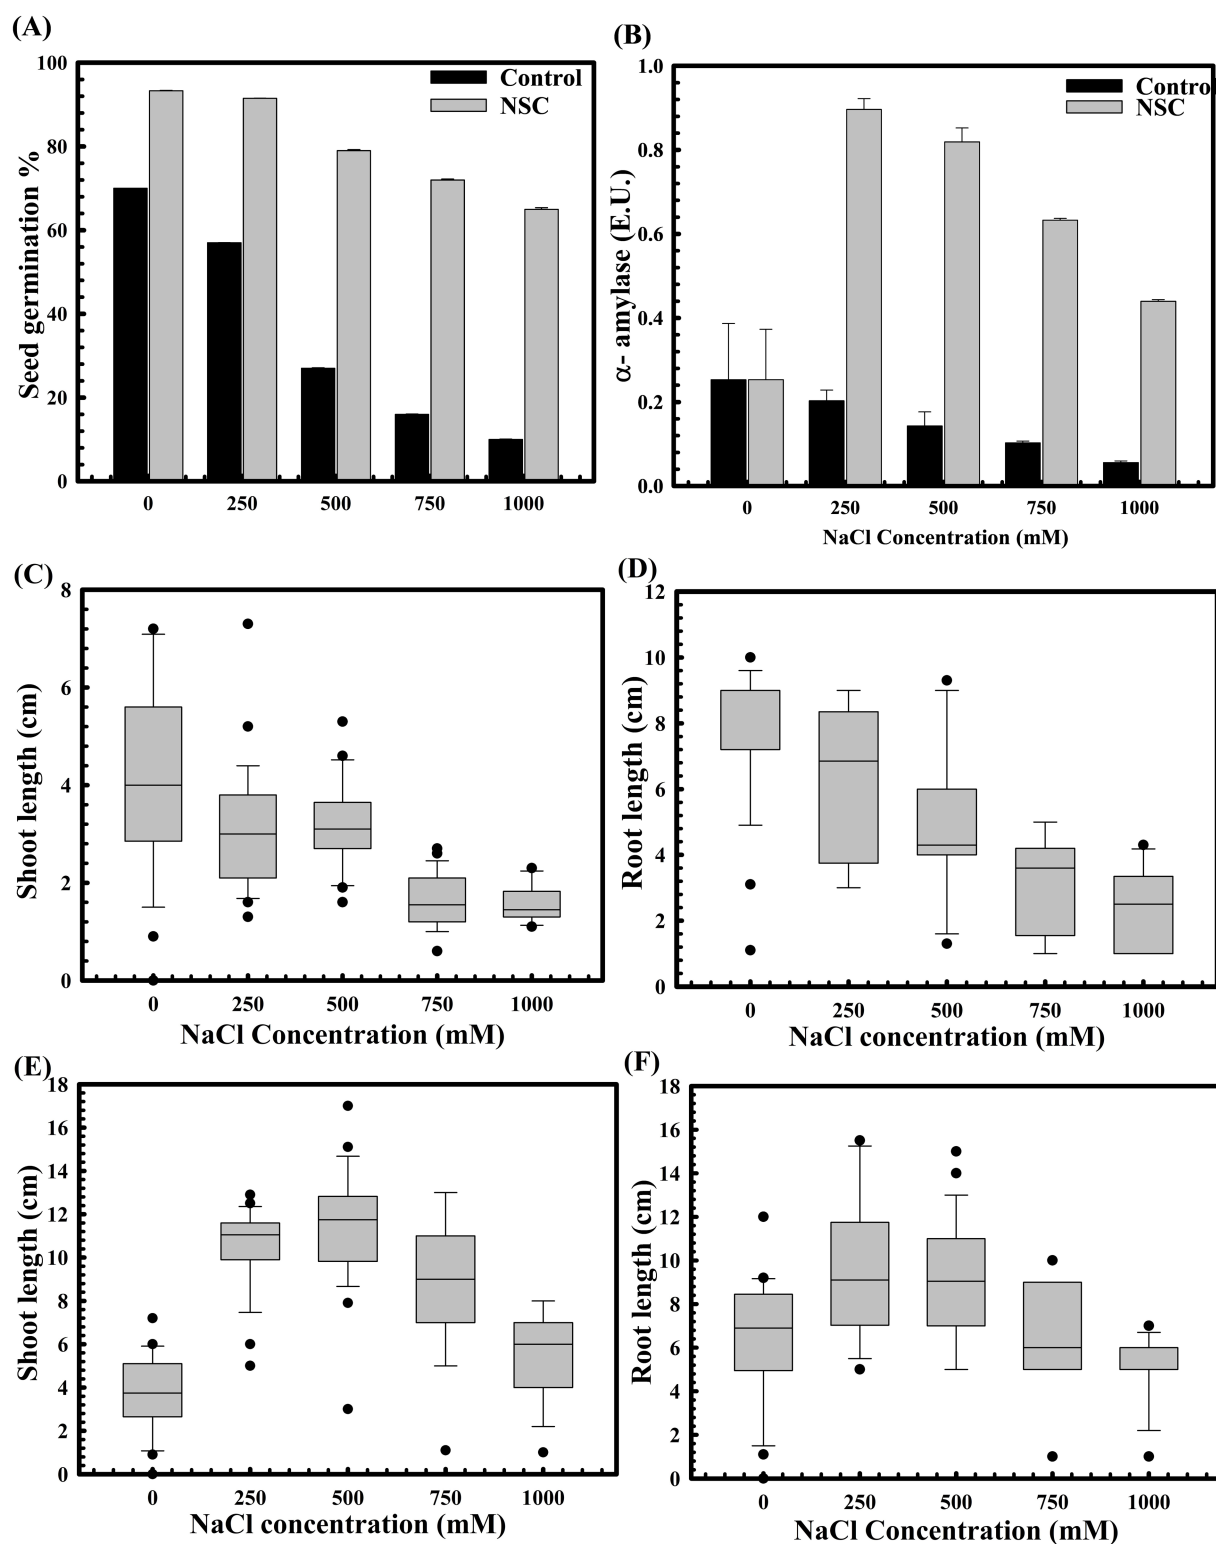 (A)
Seed germination %
100
80
60
40
20
0
Control
NSC
0 250 500 750 1000
(B)
α- amylase (E.U.)
1.0
0.8
0.6
0.4
0.2
0.0
Control
NSC
0 250 500 750 1000
NaCl Concentration (mM)
(C)
Shoot length (cm)
8
6
4
2
0
0 250 500 750 1000
NaCl Concentration (mM)
(D)
Root length (cm)
12
10
8
6
4
2
0
0 250 500 750 1000
NaCl concentration (mM)
(E)
Shoot length (cm)
18
16
14
12
10
8
6
4
2
0
0 250 500 750 1000
NaCl concentration (mM)
(F)
Root length (cm)
18
16
14
12
10
8
6
4
2
0
0 250 500 750 1000
NaCl Concentration (mM)